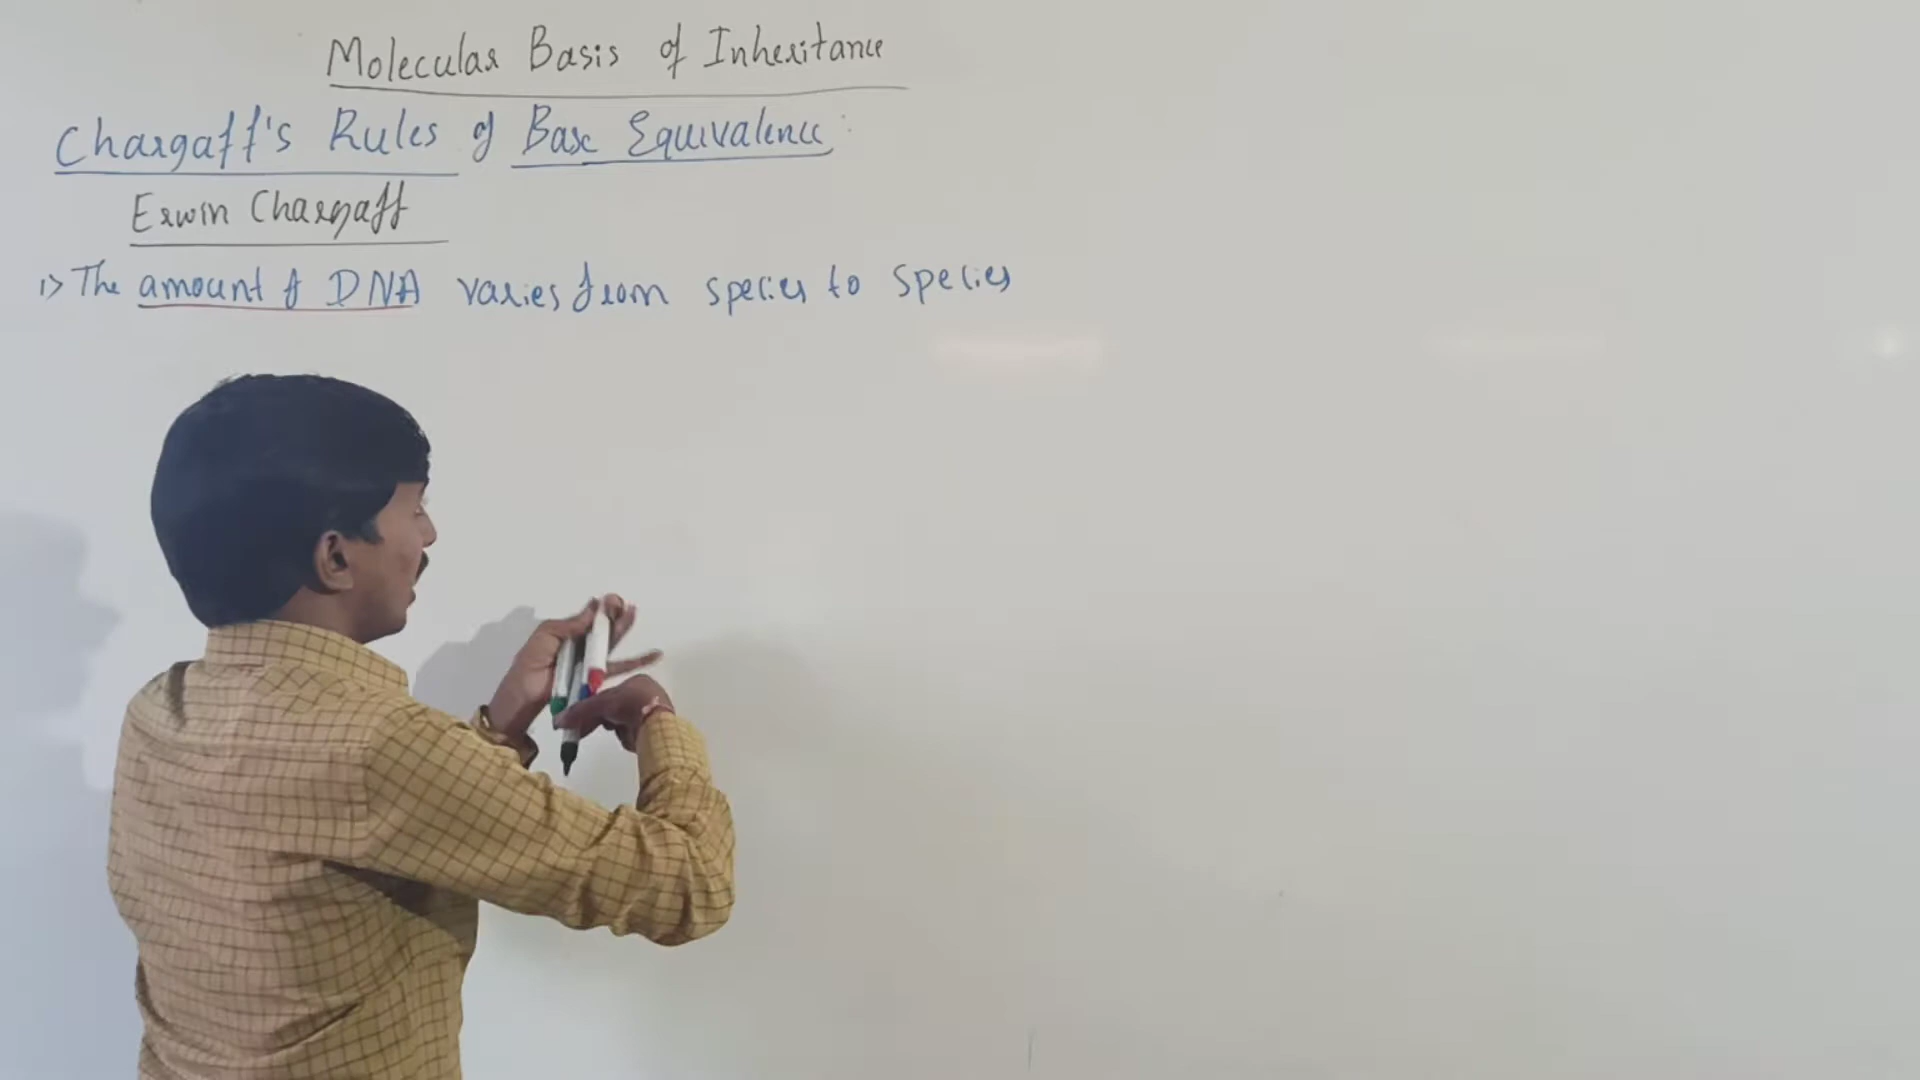 Molecular Basis of Inheritance
Chargaff's Rules of Base Equivalence:
Erwin Chargaff
1> The amount of DNA varies from species to species